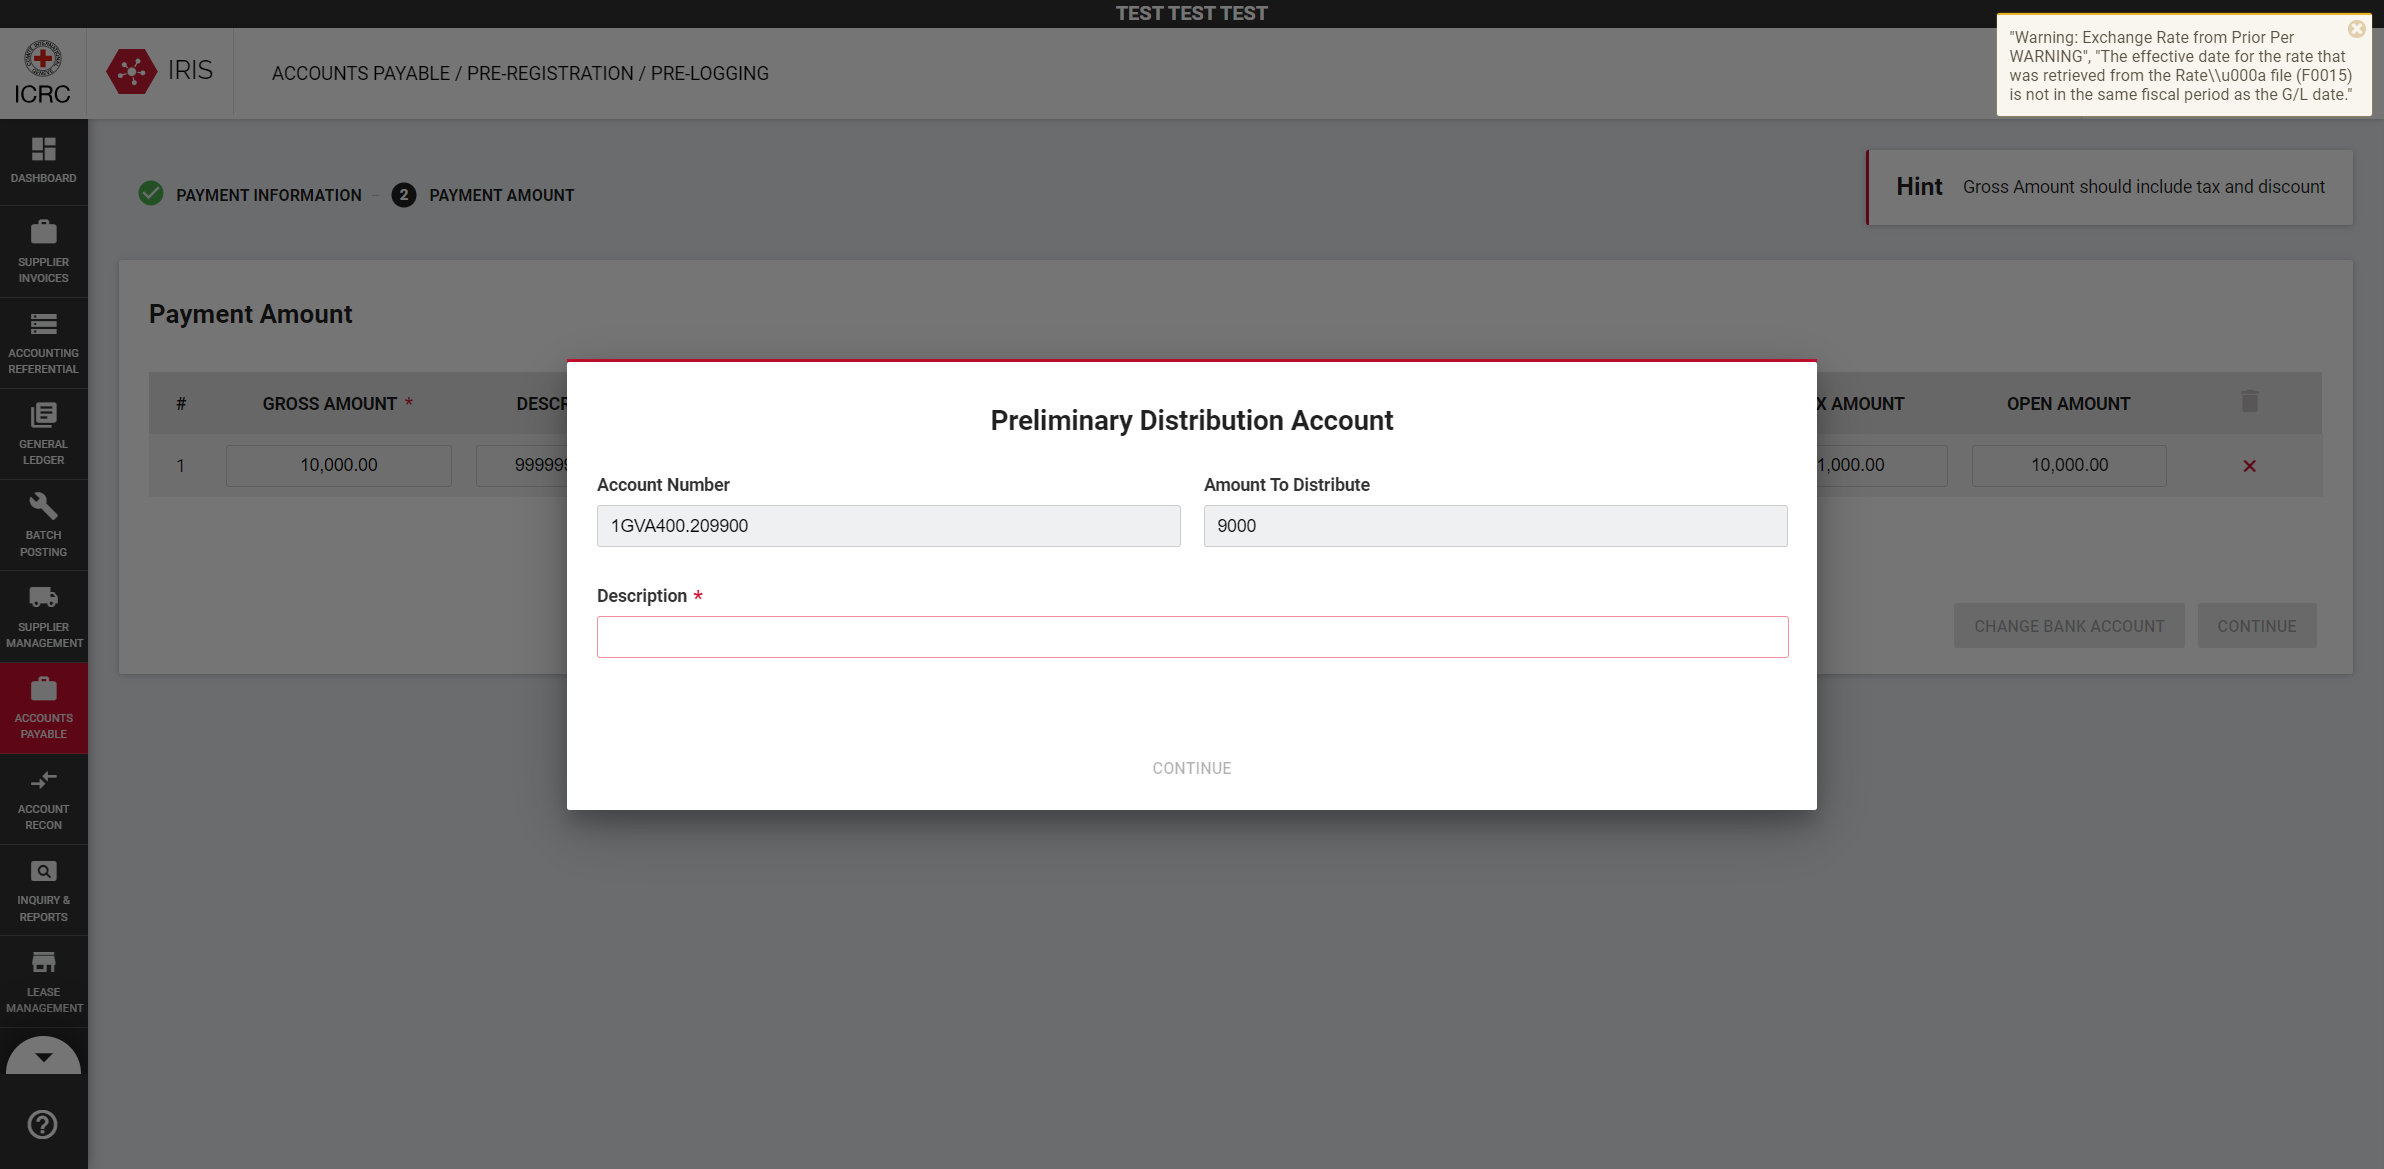 TEST TEST TEST
"Warning: Exchange Rate from Prior Per
WARNING", "The effective date for the rate that
was retrieved from the Rate\\u000a file (F0015)
is not in the same fiscal period as the G/L date."
ICRC
IRIS
ACCOUNTS PAYABLE / PRE-REGISTRATION / PRE-LOGGING
DASHBOARD
SUPPLIER
INVOICES
ACCOUNTING
REFERENTIAL
GENERAL
LEDGER
BATCH
POSTING
SUPPLIER
MANAGEMENT
ACCOUNTS
PAYABLE
ACCOUNT
RECON
INQUIRY &
REPORTS
LEASE
MANAGEMENT
PAYMENT INFORMATION - 2 PAYMENT AMOUNT
Hint Gross Amount should include tax and discount
Payment Amount
# GROSS AMOUNT * DESCR X AMOUNT OPEN AMOUNT
1 10,000.00 999999 1,000.00 10,000.00
CHANGE BANK ACCOUNT CONTINUE
Preliminary Distribution Account
Account Number Amount To Distribute
1GVA400.209900 9000
Description *
CONTINUE